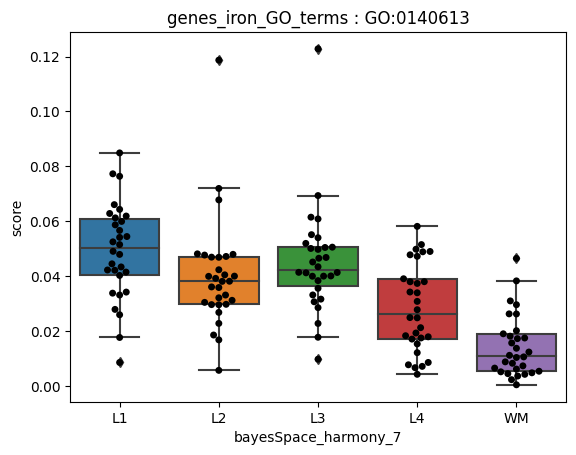 genes_iron_GO_terms : GO:0140613
score
0.12
0.10
0.08
0.06
0.04
0.02
0.00
L1 L2 L3 L4 WM
bayesSpace_harmony_7